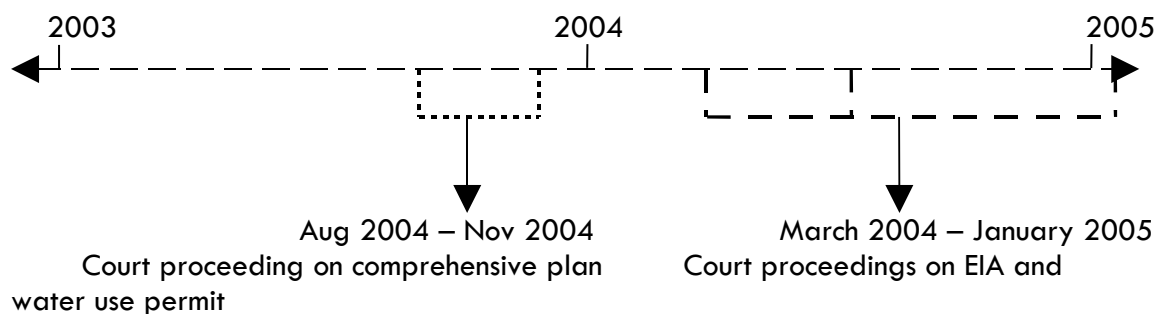 2003 2004 2005
Aug 2004 – Nov 2004 March 2004 – January 2005
Court proceeding on comprehensive plan Court proceedings on EIA and
water use permit